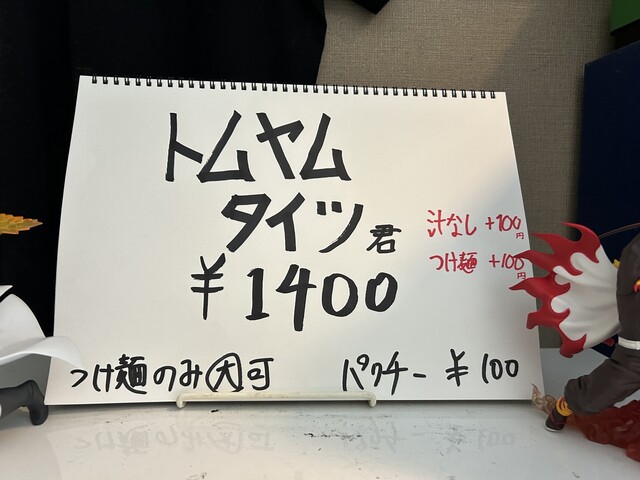 トムヤム
タイツ君
¥1400
汁なし +100円
つけ麺 +100円
つけ麺のみ大可
パクチー ¥100